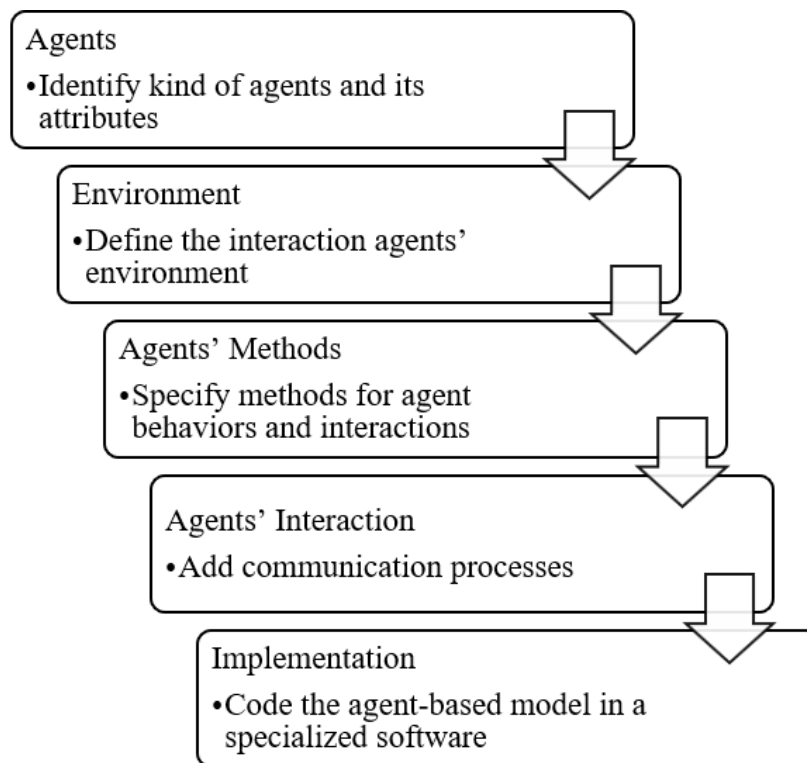 Agents
•Identify kind of agents and its
attributes
Environment
•Define the interaction agents’
environment
Agents’ Methods
•Specify methods for agent
behaviors and interactions
Agents’ Interaction
•Add communication processes
Implementation
•Code the agent-based model in a
specialized software